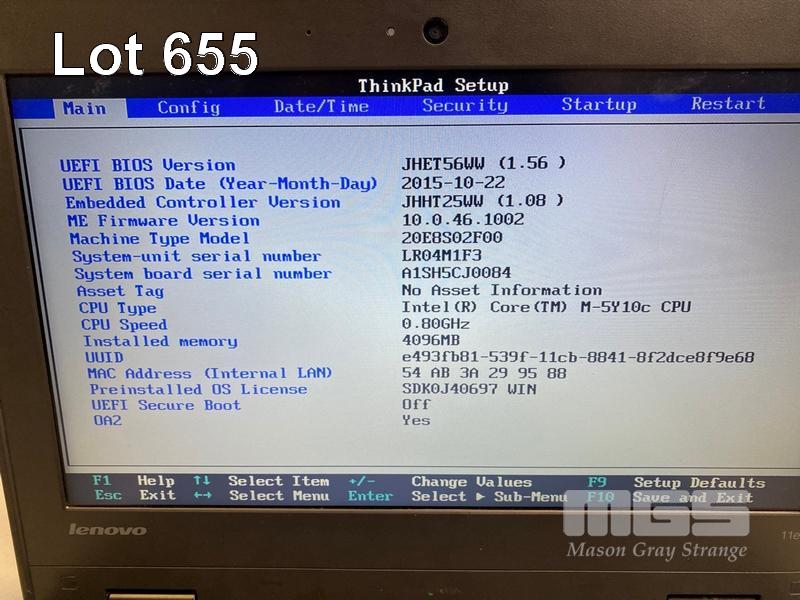 Lot 655
ThinkPad Setup
Main Config Date/Time Security Startup Restart
UEFI BIOS Version JHET56WW (1.56 )
UEFI BIOS Date (Year-Month-Day) 2015-10-22
Embedded Controller Version JHHT25WW (1.08 )
ME Firmware Version 10.0.46.1002
Machine Type Model 20E8S02F00
System-unit serial number LR04M1F3
System board serial number A1SH5CJ0084
Asset Tag No Asset Information
CPU Type Intel(R) Core(TM) M-5Y10c CPU
CPU Speed 0.80GHz
Installed memory 4096MB
UUID e493fb81-539f-11cb-8841-8f2dce8f9e68
MAC Address (Internal LAN) 54 AB 3A 29 95 88
Preinstalled OS License SDK0J40697 WIN
UEFI Secure Boot Off
OA2 Yes
F1 Help ↑↓ Select Item +/- Change Values F9 Setup Defaults
Esc Exit ↔ Select Menu Enter Select ▶ Sub-Menu F10 Save and Exit
lenovo
MGS
11e
Mason Gray Strange